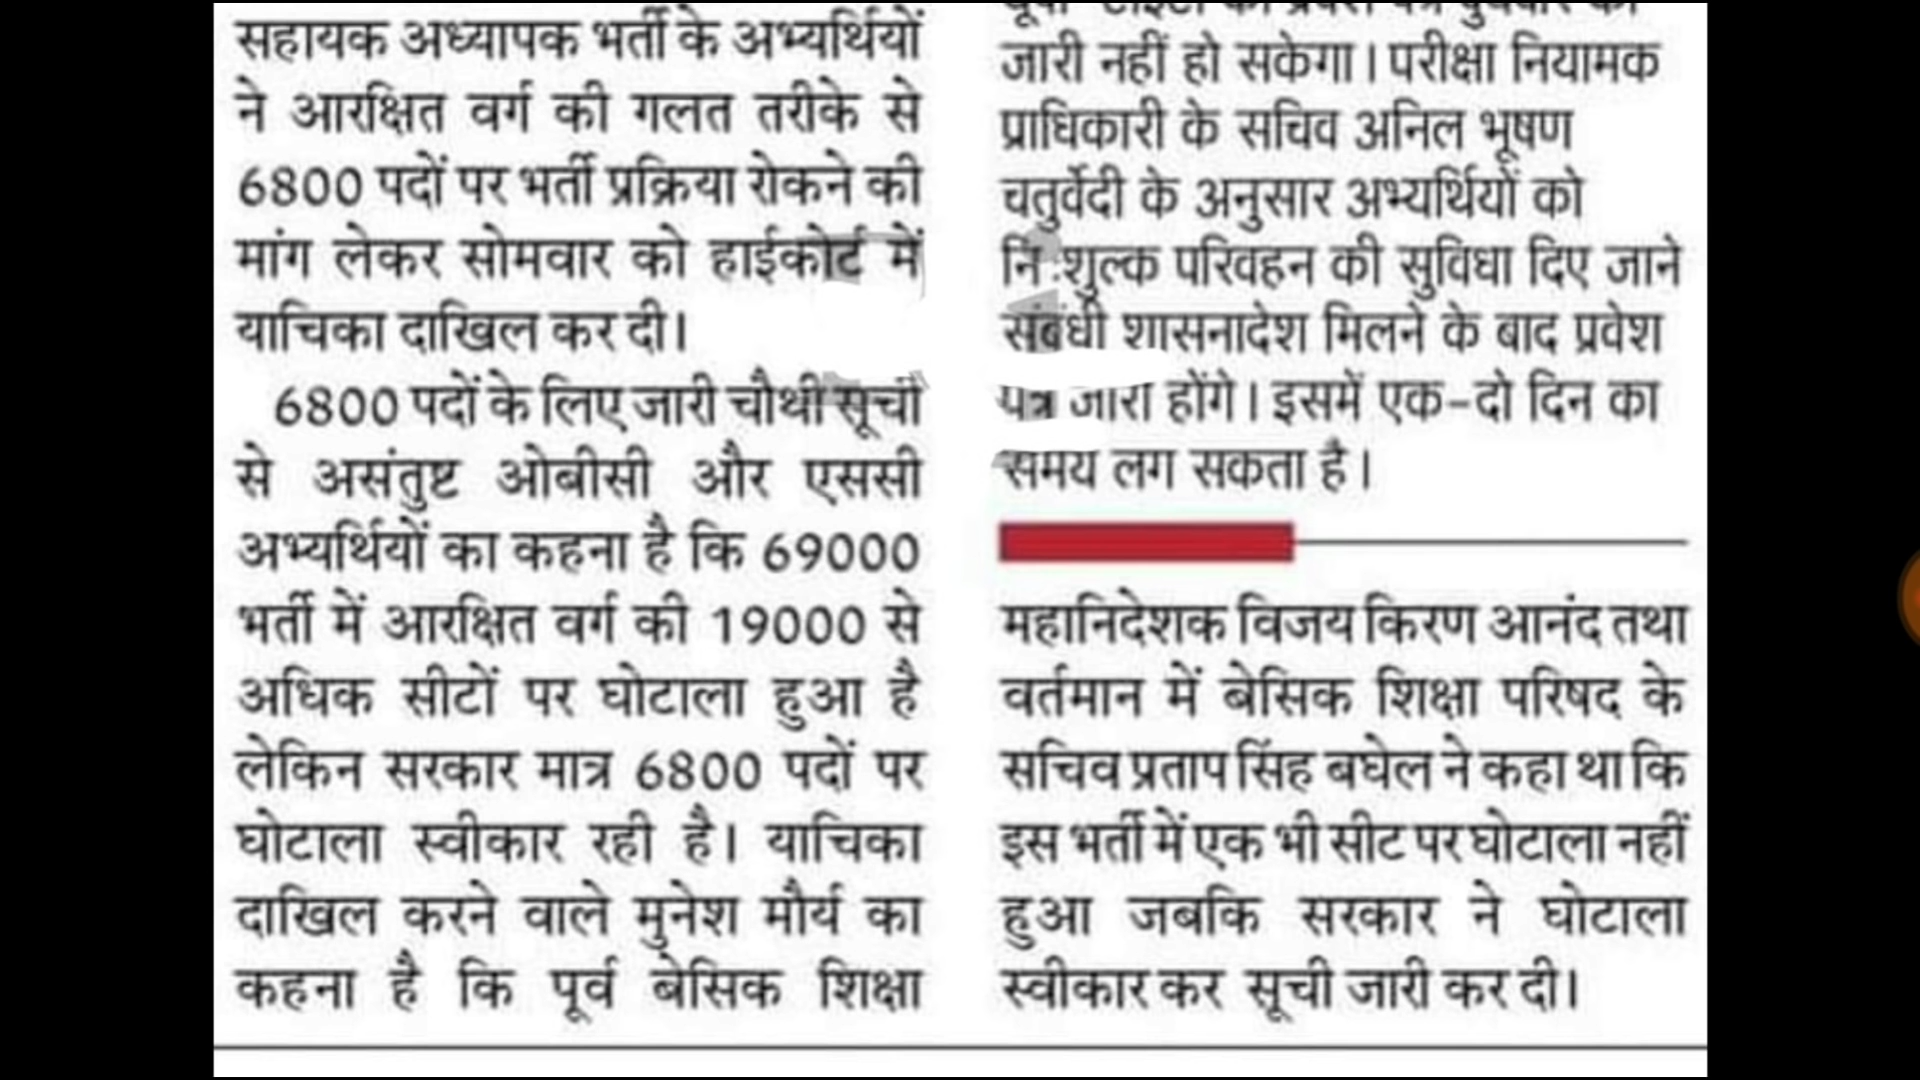 सहायक अध्यापक भर्ती के अभ्यर्थियों
ने आरक्षित वर्ग की गलत तरीके से
6800 पदों पर भर्ती प्रक्रिया रोकने की
मांग लेकर सोमवार को हाईकोर्ट में
याचिका दाखिल कर दी।
6800 पदों के लिए जारी चौथी सूची
से असंतुष्ट ओबीसी और एससी
अभ्यर्थियों का कहना है कि 69000
भर्ती में आरक्षित वर्ग की 19000 से
अधिक सीटों पर घोटाला हुआ है
लेकिन सरकार मात्र 6800 पदों पर
घोटाला स्वीकार रही है। याचिका
दाखिल करने वाले मुनेश मौर्य का
कहना है कि पूर्व बेसिक शिक्षा
जारी नहीं हो सकेगा। परीक्षा नियामक
प्राधिकारी के सचिव अनिल भूषण
चतुर्वेदी के अनुसार अभ्यर्थियों को
नि:शुल्क परिवहन की सुविधा दिए जाने
संबंधी शासनादेश मिलने के बाद प्रवेश
पत्र जारी होंगे। इसमें एक-दो दिन का
समय लग सकता है।
महानिदेशक विजय किरण आनंद तथा
वर्तमान में बेसिक शिक्षा परिषद के
सचिव प्रताप सिंह बघेल ने कहा था कि
इस भर्ती में एक भी सीट पर घोटाला नहीं
हुआ जबकि सरकार ने घोटाला
स्वीकार कर सूची जारी कर दी।